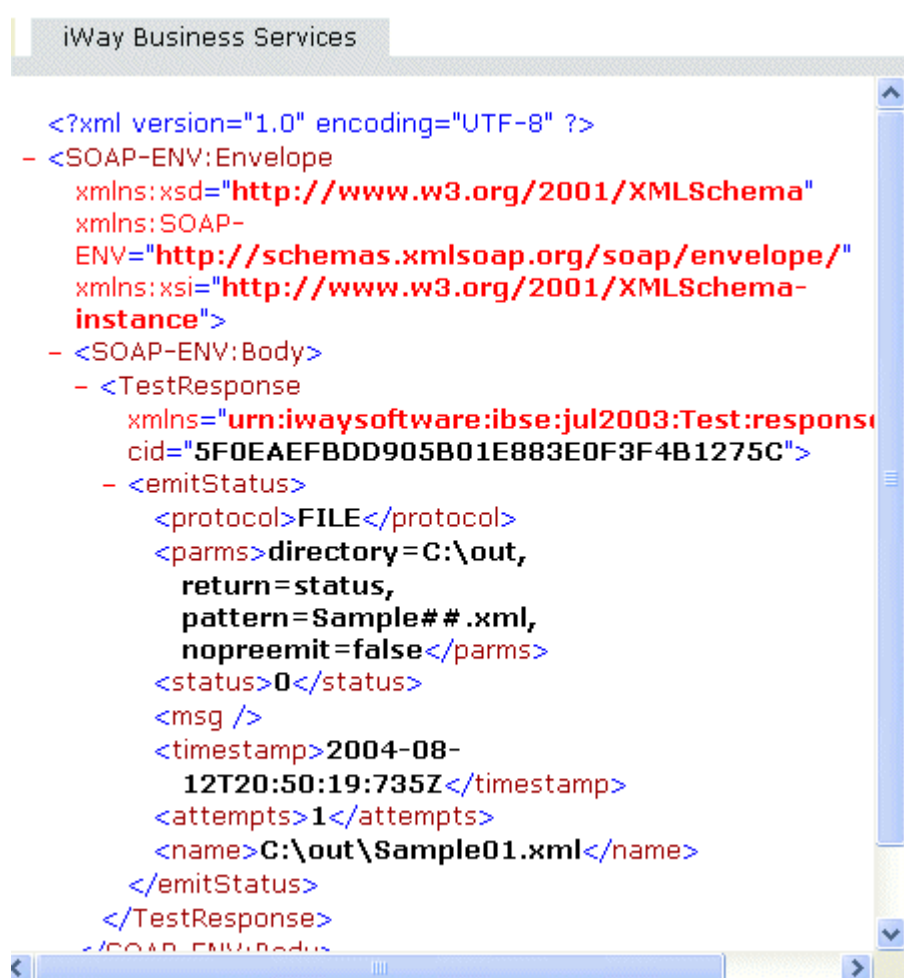 iWay Business Services
<?xml version="1.0" encoding="UTF-8" ?>
- <SOAP-ENV:Envelope
xmlns:xsd="http://www.w3.org/2001/XMLSchema"
xmlns:SOAP-
ENV="http://schemas.xmlsoap.org/soap/envelope/"
xmlns:xsi="http://www.w3.org/2001/XMLSchema-
instance">
- <SOAP-ENV:Body>
- <TestResponse
xmlns="urn:iwaysoftware:ibse:jul2003:Test:respons
cid="5F0EAEFBDD905B01E883E0F3F4B1275C">
- <emitStatus>
<protocol>FILE</protocol>
<parms>directory=C:\out,
return=status,
pattern=Sample##.xml,
nopreemit=false</parms>
<status>0</status>
<msg />
<timestamp>2004-08-
12T20:50:19:735Z</timestamp>
<attempts>1</attempts>
<name>C:\out\Sample01.xml</name>
</emitStatus>
</TestResponse>
</SOAP-ENV:Body>